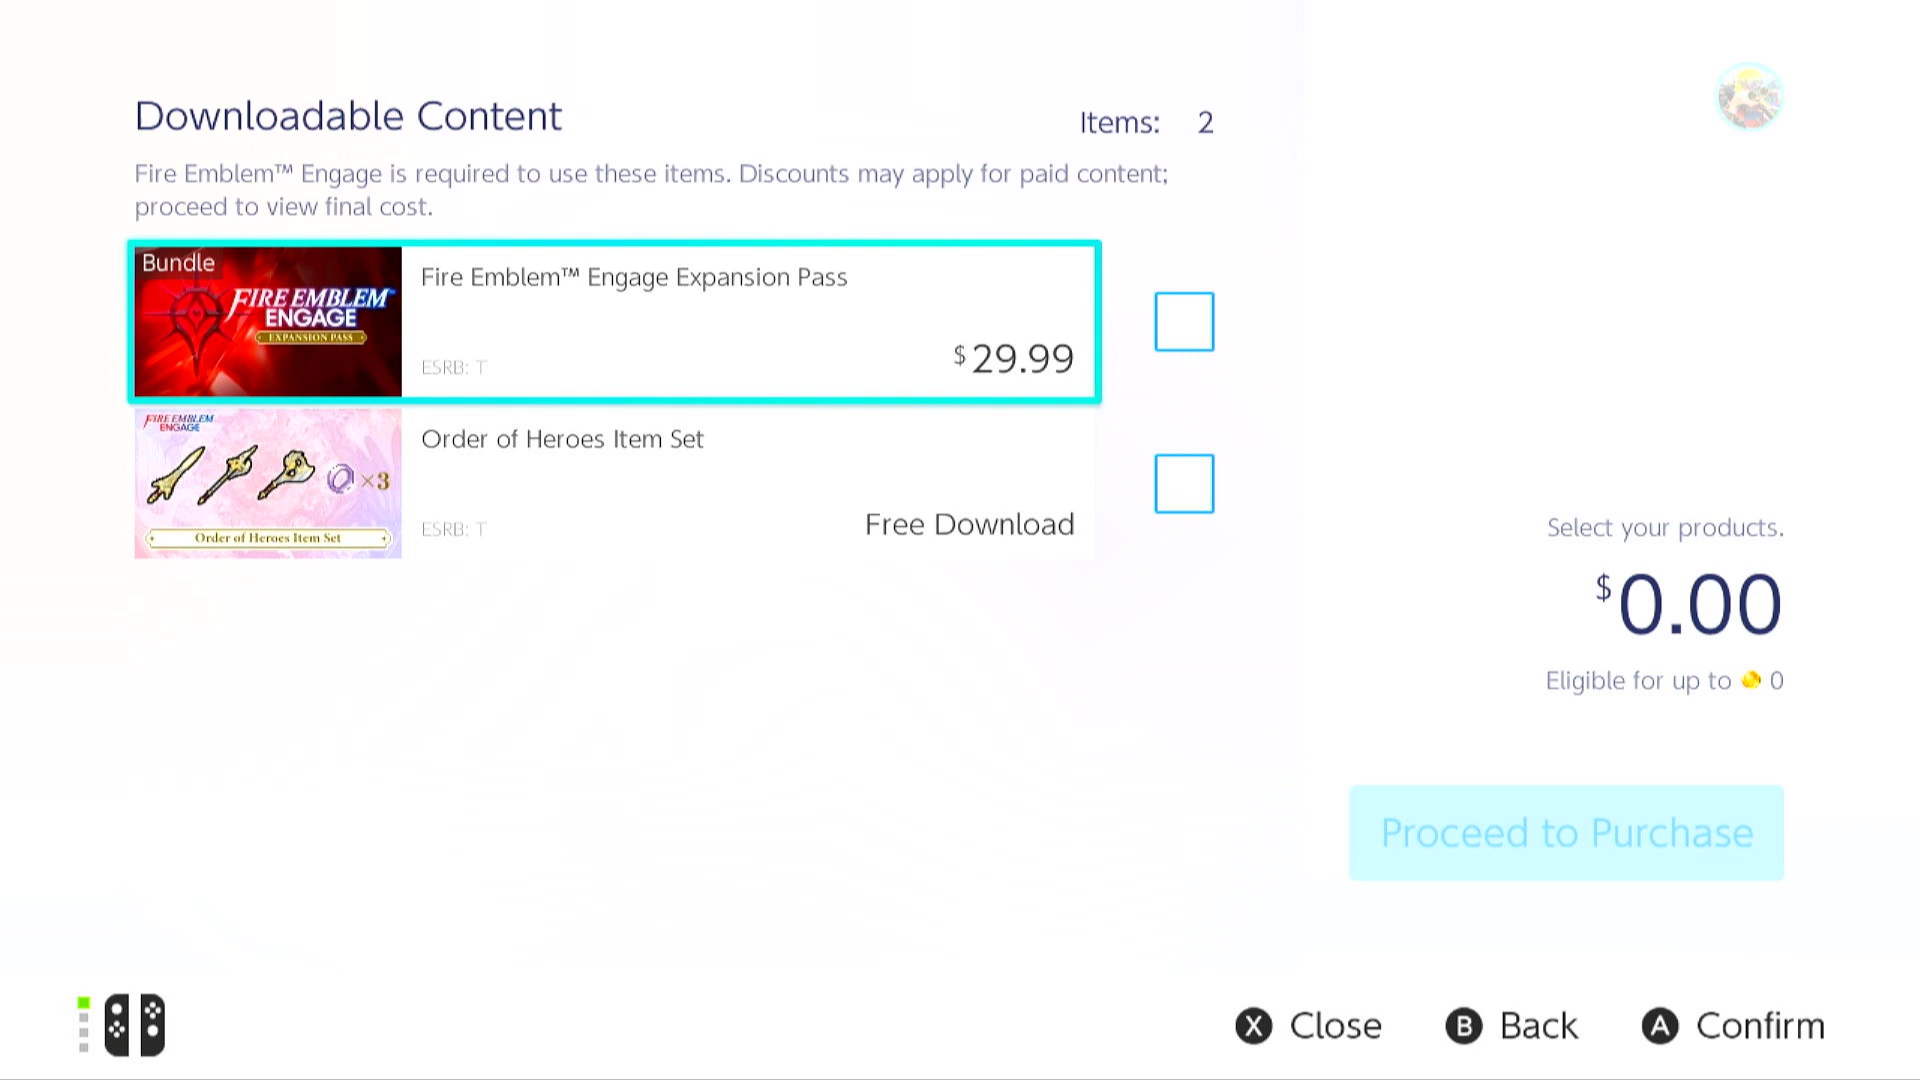 Downloadable Content
Items: 2
Fire Emblem™ Engage is required to use these items. Discounts may apply for paid content;
proceed to view final cost.
Bundle
FIRE EMBLEM™
ENGAGE
EXPANSION PASS
Fire Emblem™ Engage Expansion Pass
ESRB: T
$29.99
FIRE EMBLEM
ENGAGE
×3
Order of Heroes Item Set
Order of Heroes Item Set
ESRB: T
Free Download
Select your products.
$0.00
Eligible for up to 0
Proceed to Purchase
X Close
B Back
A Confirm